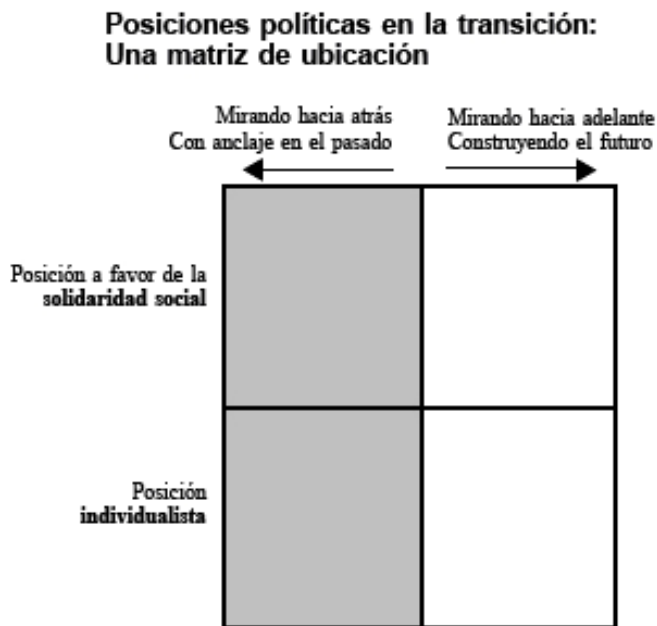 Posiciones políticas en la transición:
Una matriz de ubicación
Mirando hacia atrás
Con anclaje en el pasado
Mirando hacia adelante
Construyendo el futuro
Posición a favor de la
solidaridad social
Posición
individualista